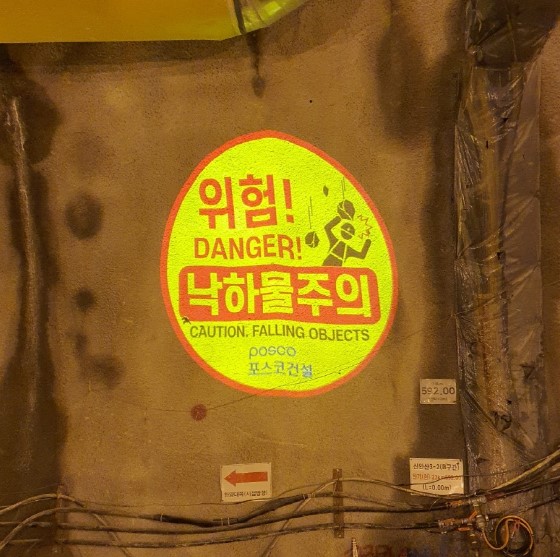 위험!
DANGER!
낙하물주의
CAUTION. FALLING OBJECTS
posco
포스코건설
592.00